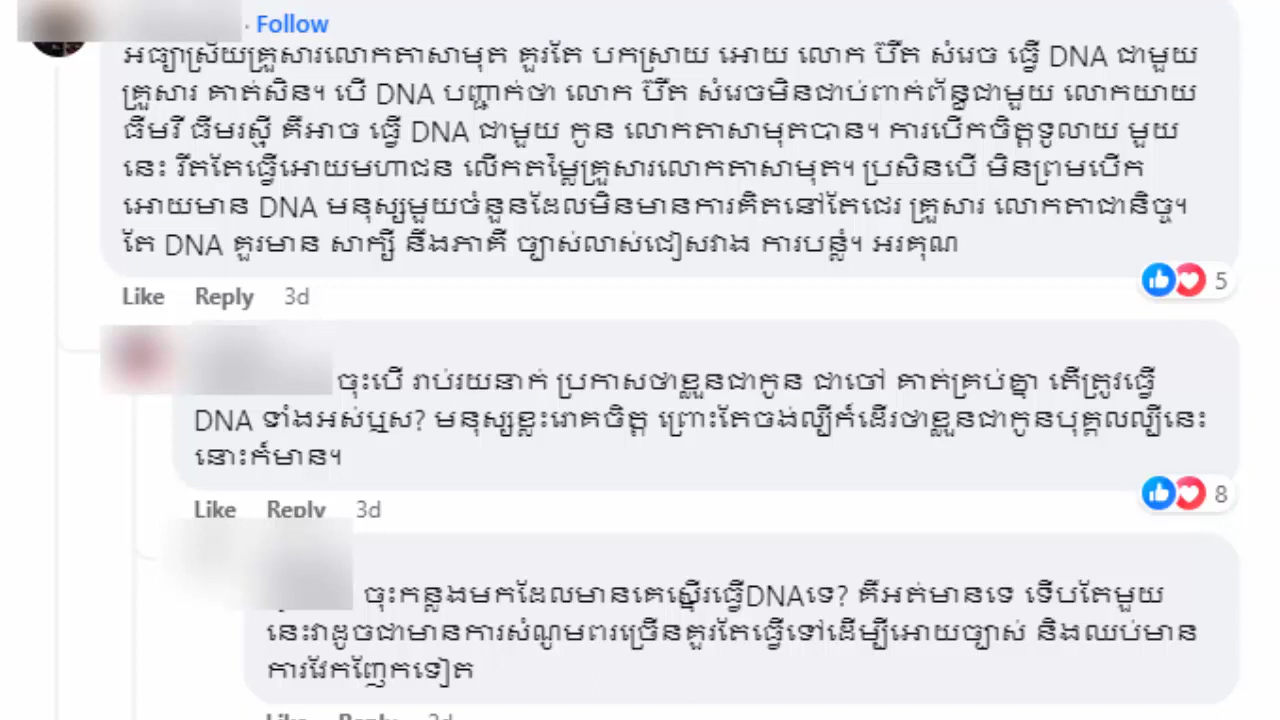 · Follow
អធ្យាស្រ័យគ្រួសារលោកតាសាមុត គួរតែ បកស្រាយ អោយ លោក ប៊ឺត សំរេច ធ្វើ DNA ជាមួយ
គ្រួសារ គាត់សិន។ បើ DNA បញ្ជាក់ថា លោក ប៊ឺត សំរេចមិនជាប់ពាក់ព័ន្ធជាមួយ លោកយាយ
ធីមរី ធីមរស្មី គឺអាច ធ្វើ DNA ជាមួយ កូន លោកតាសាមុតបាន។ ការបើកចិត្តទូលាយ មួយ
នេះ រឹតតែធ្វើអោយមហាជន លើកតម្លៃគ្រួសារលោកតាសាមុត។ ប្រសិនបើ មិនព្រមបើក
អោយមាន DNA មនុស្សមួយចំនួនដែលមិនមានការគិតនៅតែជេរ គ្រួសារ លោកតាជានិច្ច។
តែ DNA គួរមាន សាក្សី នឹងភាគី ច្បាស់លាស់ជៀសវាង ការបន្លំ។ អរគុណ
Like Reply 3d
5
ចុះបើ រាប់រយនាក់ ប្រកាសថាខ្លួនជាកូន ជាចៅ គាត់គ្រប់គ្នា តើត្រូវធ្វើ
DNA ទាំងអស់ឬស? មនុស្សខ្លះរោគចិត្ត ព្រោះតែចង់ល្បីក៏ដើរថាខ្លួនជាកូនបុគ្គលល្បីនេះ
នោះក៏មាន។
Like Reply 3d
8
ចុះកន្លងមកដែលមានគេស្នើរធ្វើDNAទេ? គឺអត់មានទេ ទើបតែមួយ
នេះវាដូចជាមានការសំណូមពរច្រើនគួរតែធ្វើទៅដើម្បីអោយច្បាស់ និងឈប់មាន
ការវែកញែកទៀត
Like Reply 3d